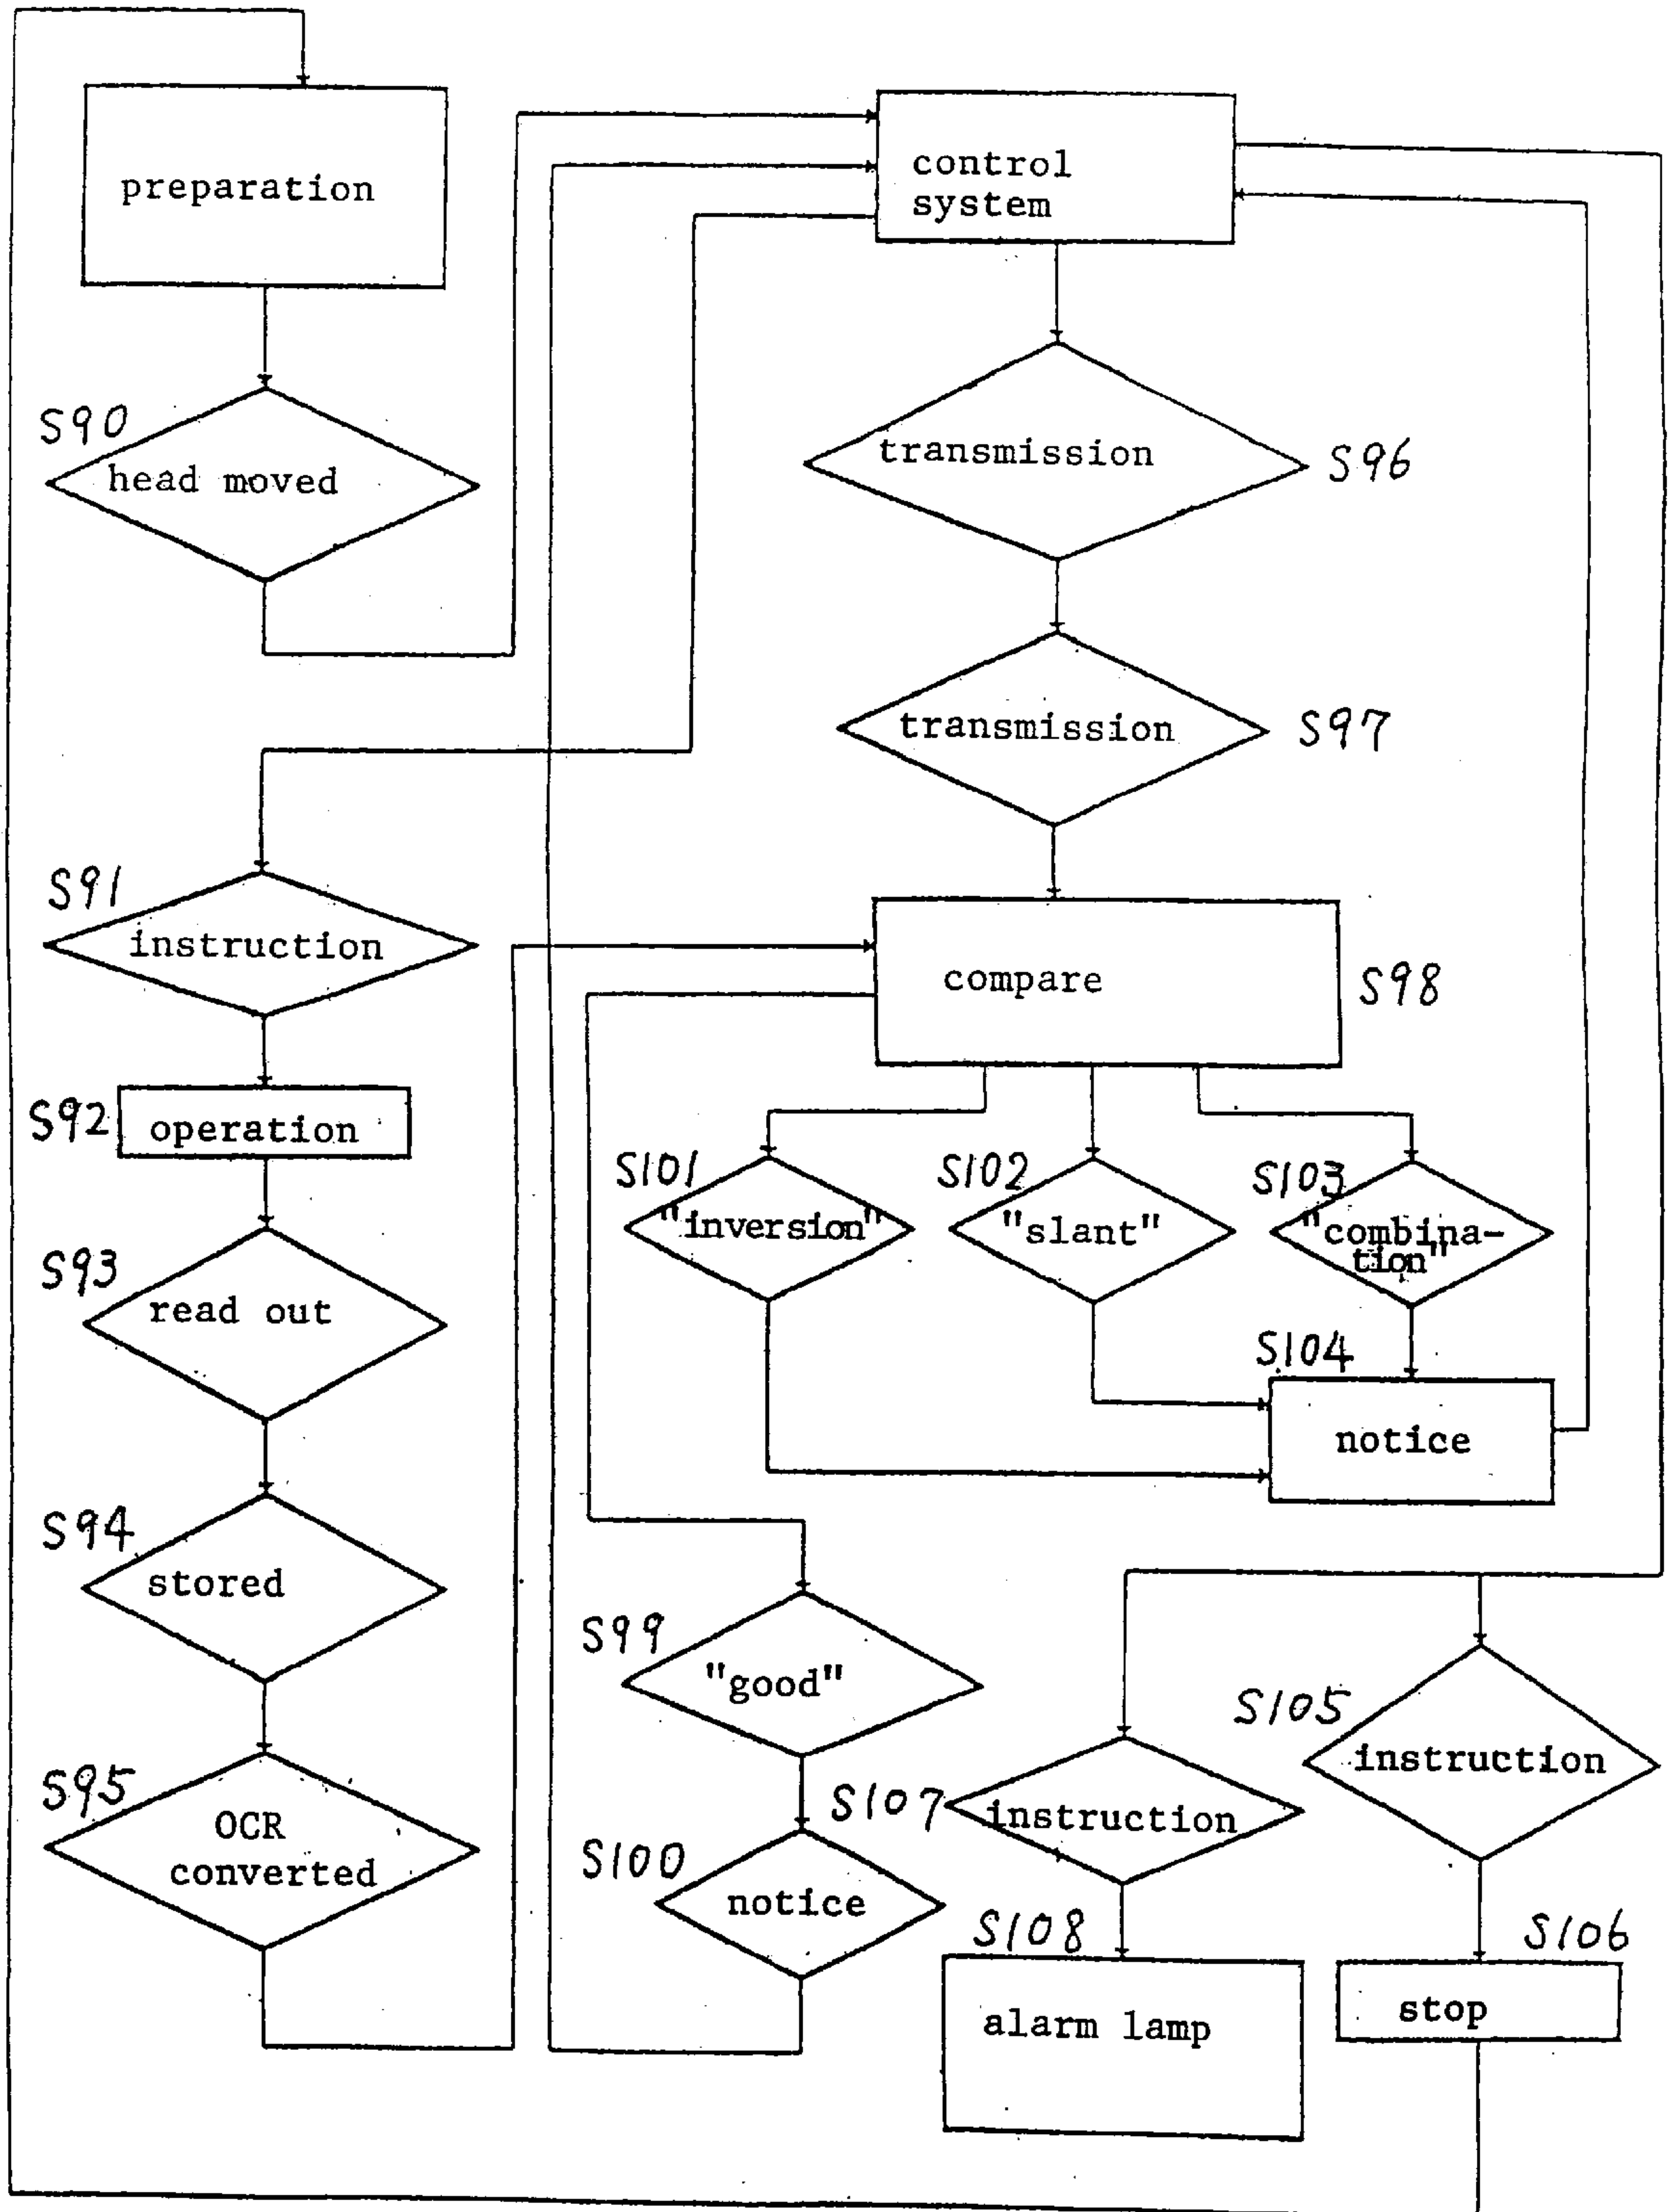 preparation
control
system
S90
head moved
transmission
S96
transmission
S97
S91
instruction
compare
S98
S92
operation
S101
"inversion"
S102
"slant"
S103
"combina-
tion"
S93
read out
S104
notice
S94
stored
S99
"good"
S105
instruction
S95
OCR
converted
S107
instruction
S100
notice
S108
alarm lamp
S106
stop